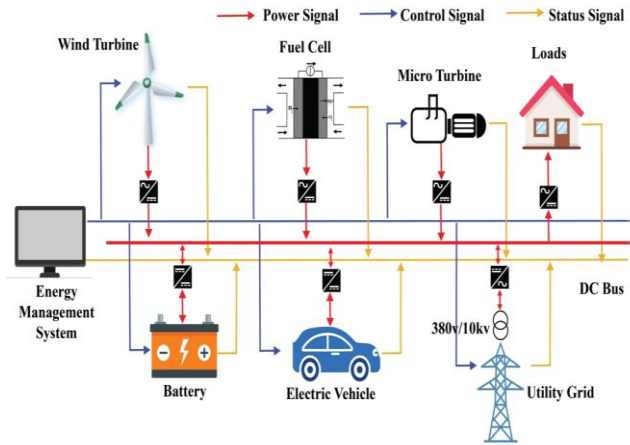 Power Signal
Control Signal
Status Signal
Wind Turbine
Fuel Cell
Micro Turbine
Loads
Energy
Management
System
DC Bus
380v/10kv
Battery
Electric Vehicle
Utility Grid